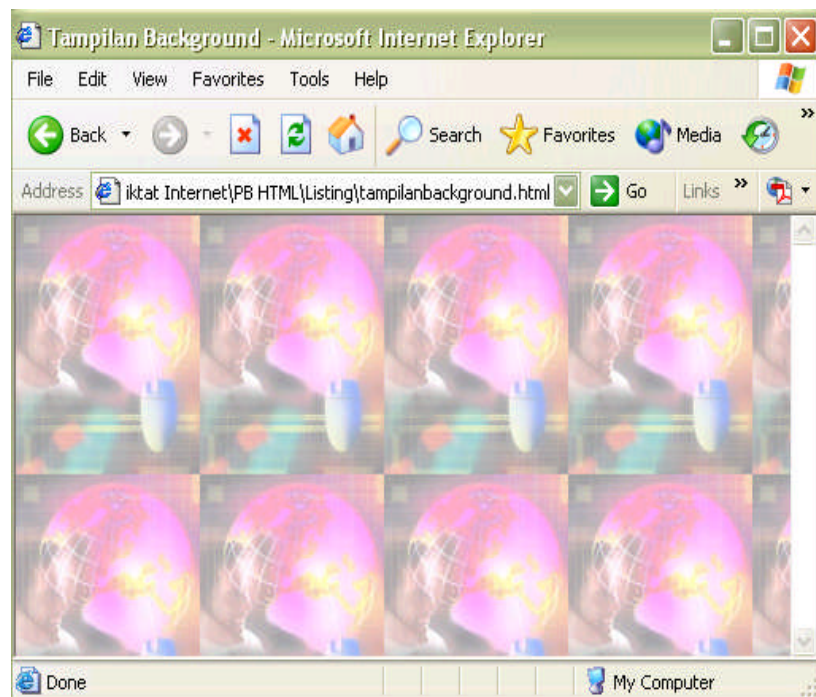 Tampilan Background - Microsoft Internet Explorer
File Edit View Favorites Tools Help
Back Search Favorites Media »
Address iktat Internet\PB HTML\Listing\tampilanbackground.html Go Links »
Done My Computer